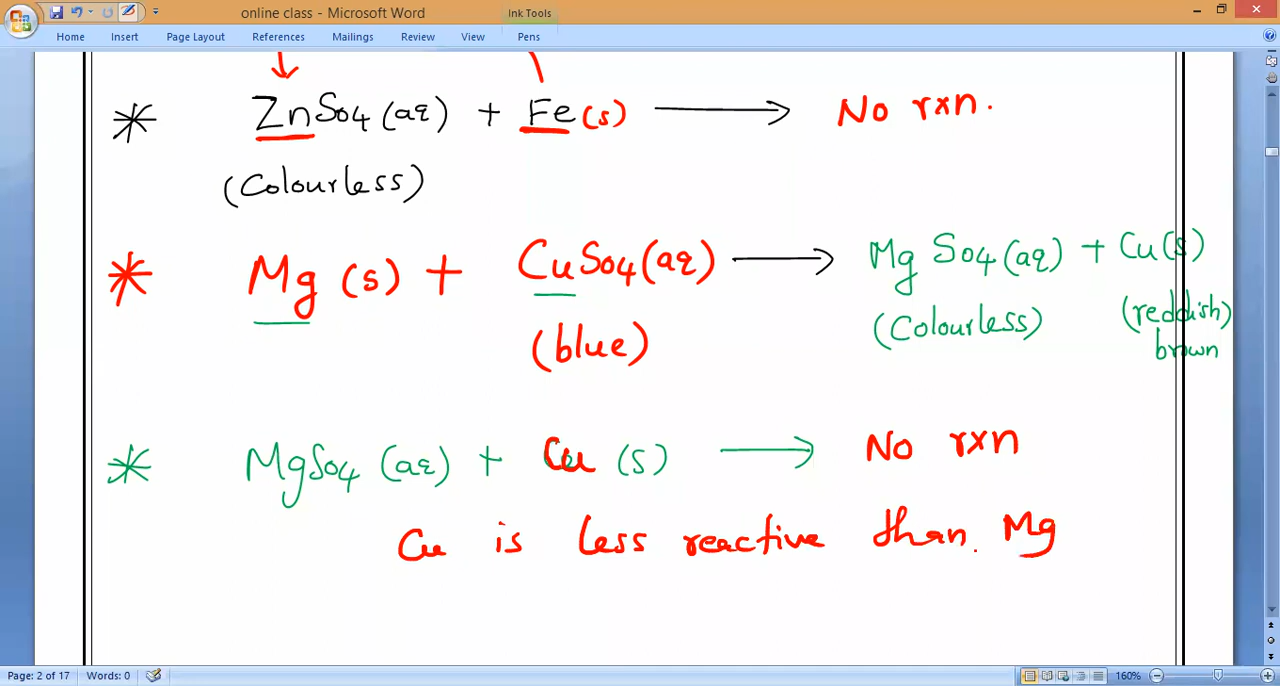 online class - Microsoft Word
Ink Tools
Home Insert Page Layout References Mailings Review View Pens
ZnSo4 (aq) + Fe (s) → No rxn.
(Colourless)
Mg (s) + CuSo4 (aq) → MgSo4 (aq) + Cu (s)
(blue) (Colourless) (reddish)
brown
MgSo4 (aq) + Cu (s) → No rxn
Cu is less reactive than. Mg
Page: 2 of 17 Words: 0 160%